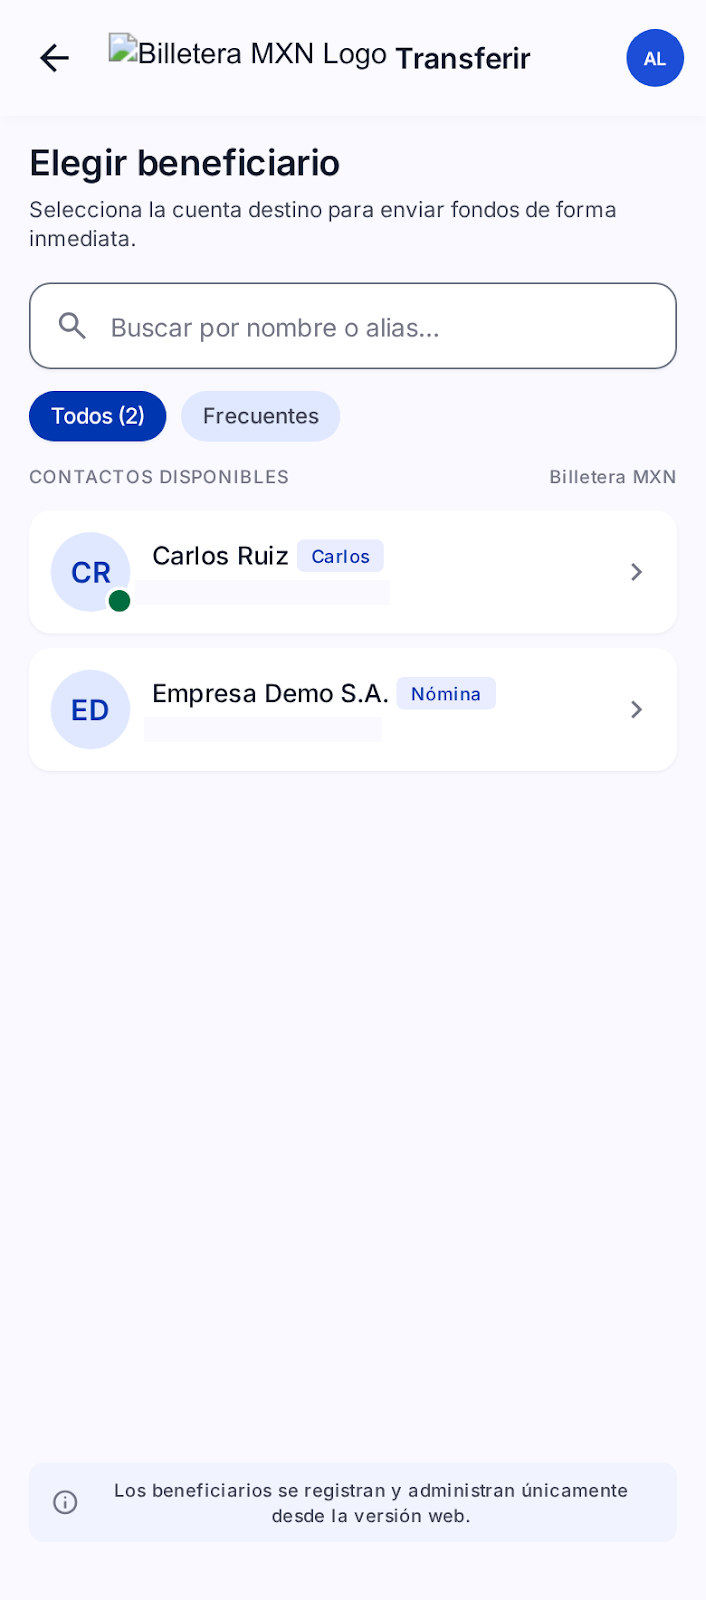 Billetera MXN Logo Transferir
AL
Elegir beneficiario
Selecciona la cuenta destino para enviar fondos de forma
inmediata.
Buscar por nombre o alias...
Todos (2)
Frecuentes
CONTACTOS DISPONIBLES
Billetera MXN
CR
Carlos Ruiz
Carlos
ED
Empresa Demo S.A.
Nómina
Los beneficiarios se registran y administran únicamente
desde la versión web.